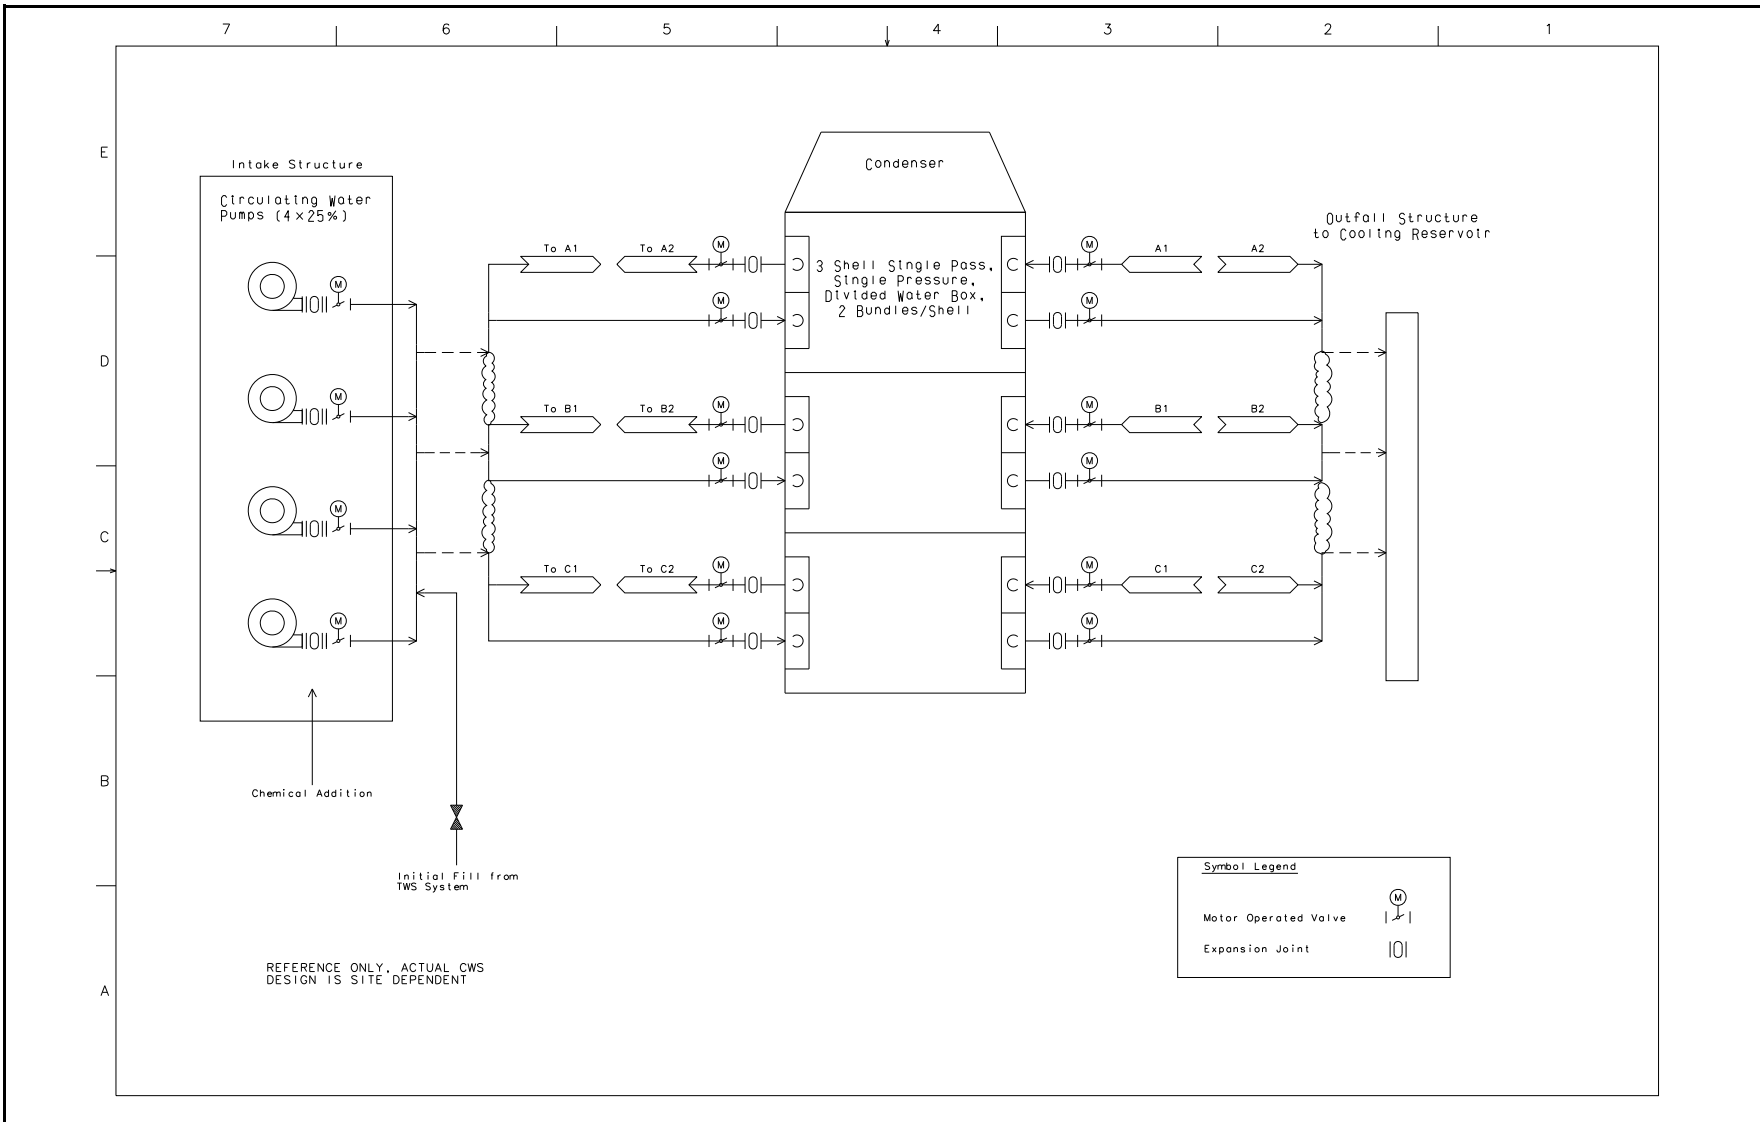 7 6 5 4 3 2 1
E
Intake Structure
Condenser
Circulating Water
Pumps (4×25%)
Outfall Structure
to Cooling Reservoir
To A1 To A2 M M A1 A2
3 Shell Single Pass,
Single Pressure,
Divided Water Box,
2 Bundles/Shell
M
M M
D
M
To B1 To B2 M M B1 B2
M M
M
C
To C1 To C2 M M C1 C2
M
M M
B
Chemical Addition
Initial Fill from
TWS System
Symbol Legend
M
Motor Operated Valve
Expansion Joint
REFERENCE ONLY, ACTUAL CWS
DESIGN IS SITE DEPENDENT
A